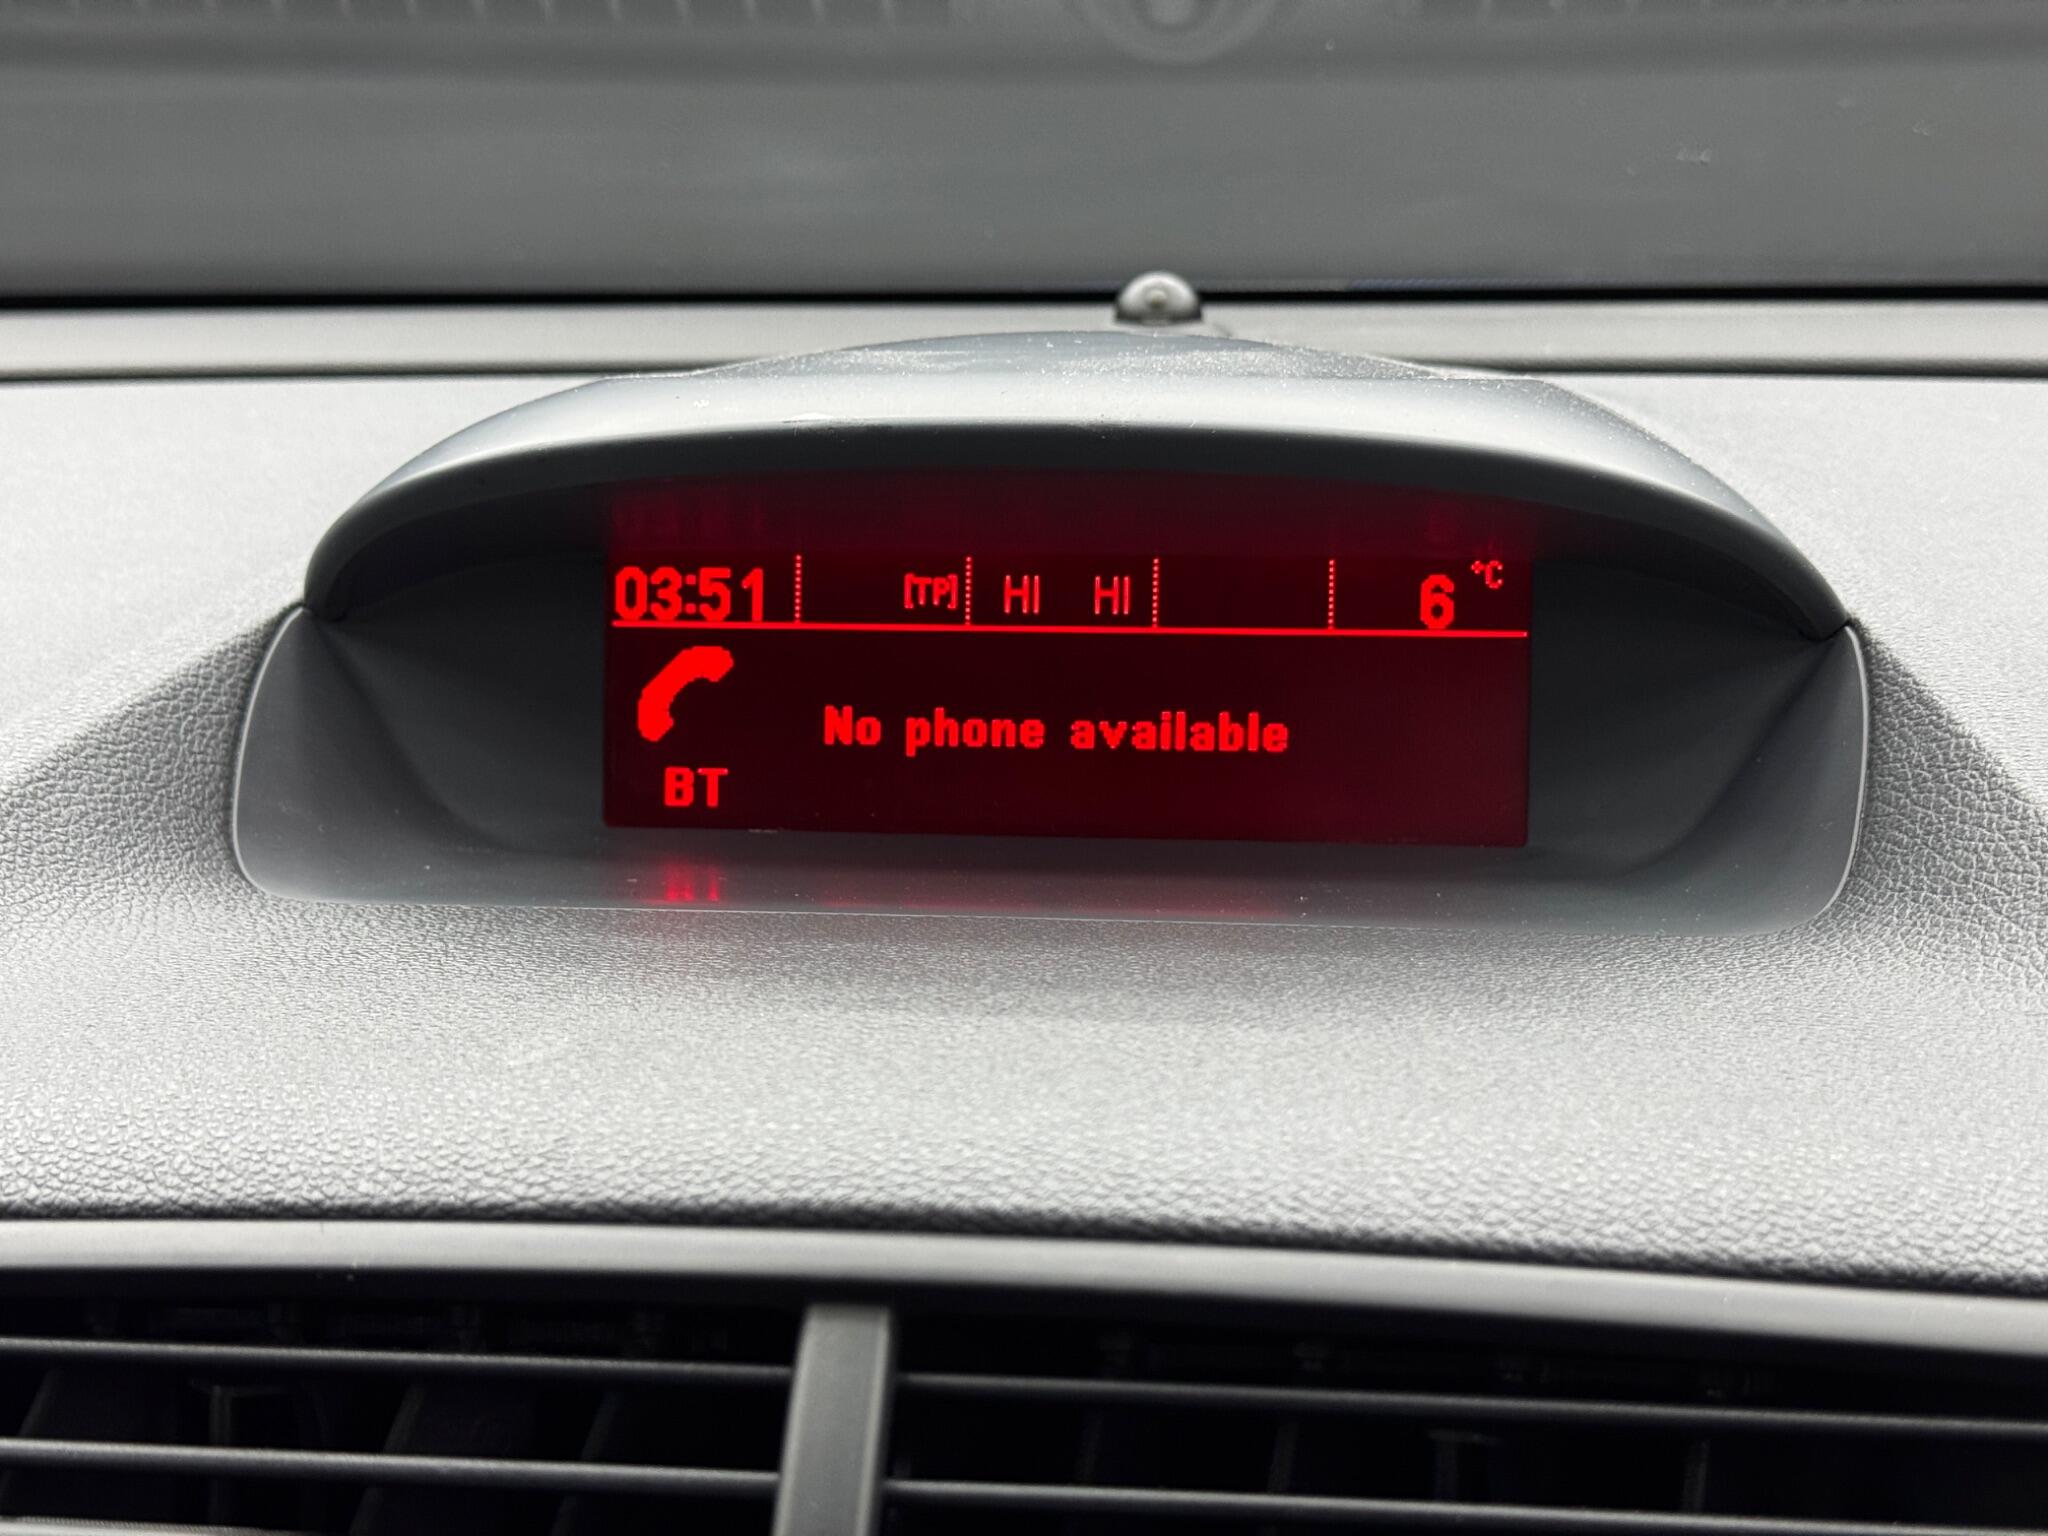 03:51 [TP] HI HI 6 °C
No phone available
BT